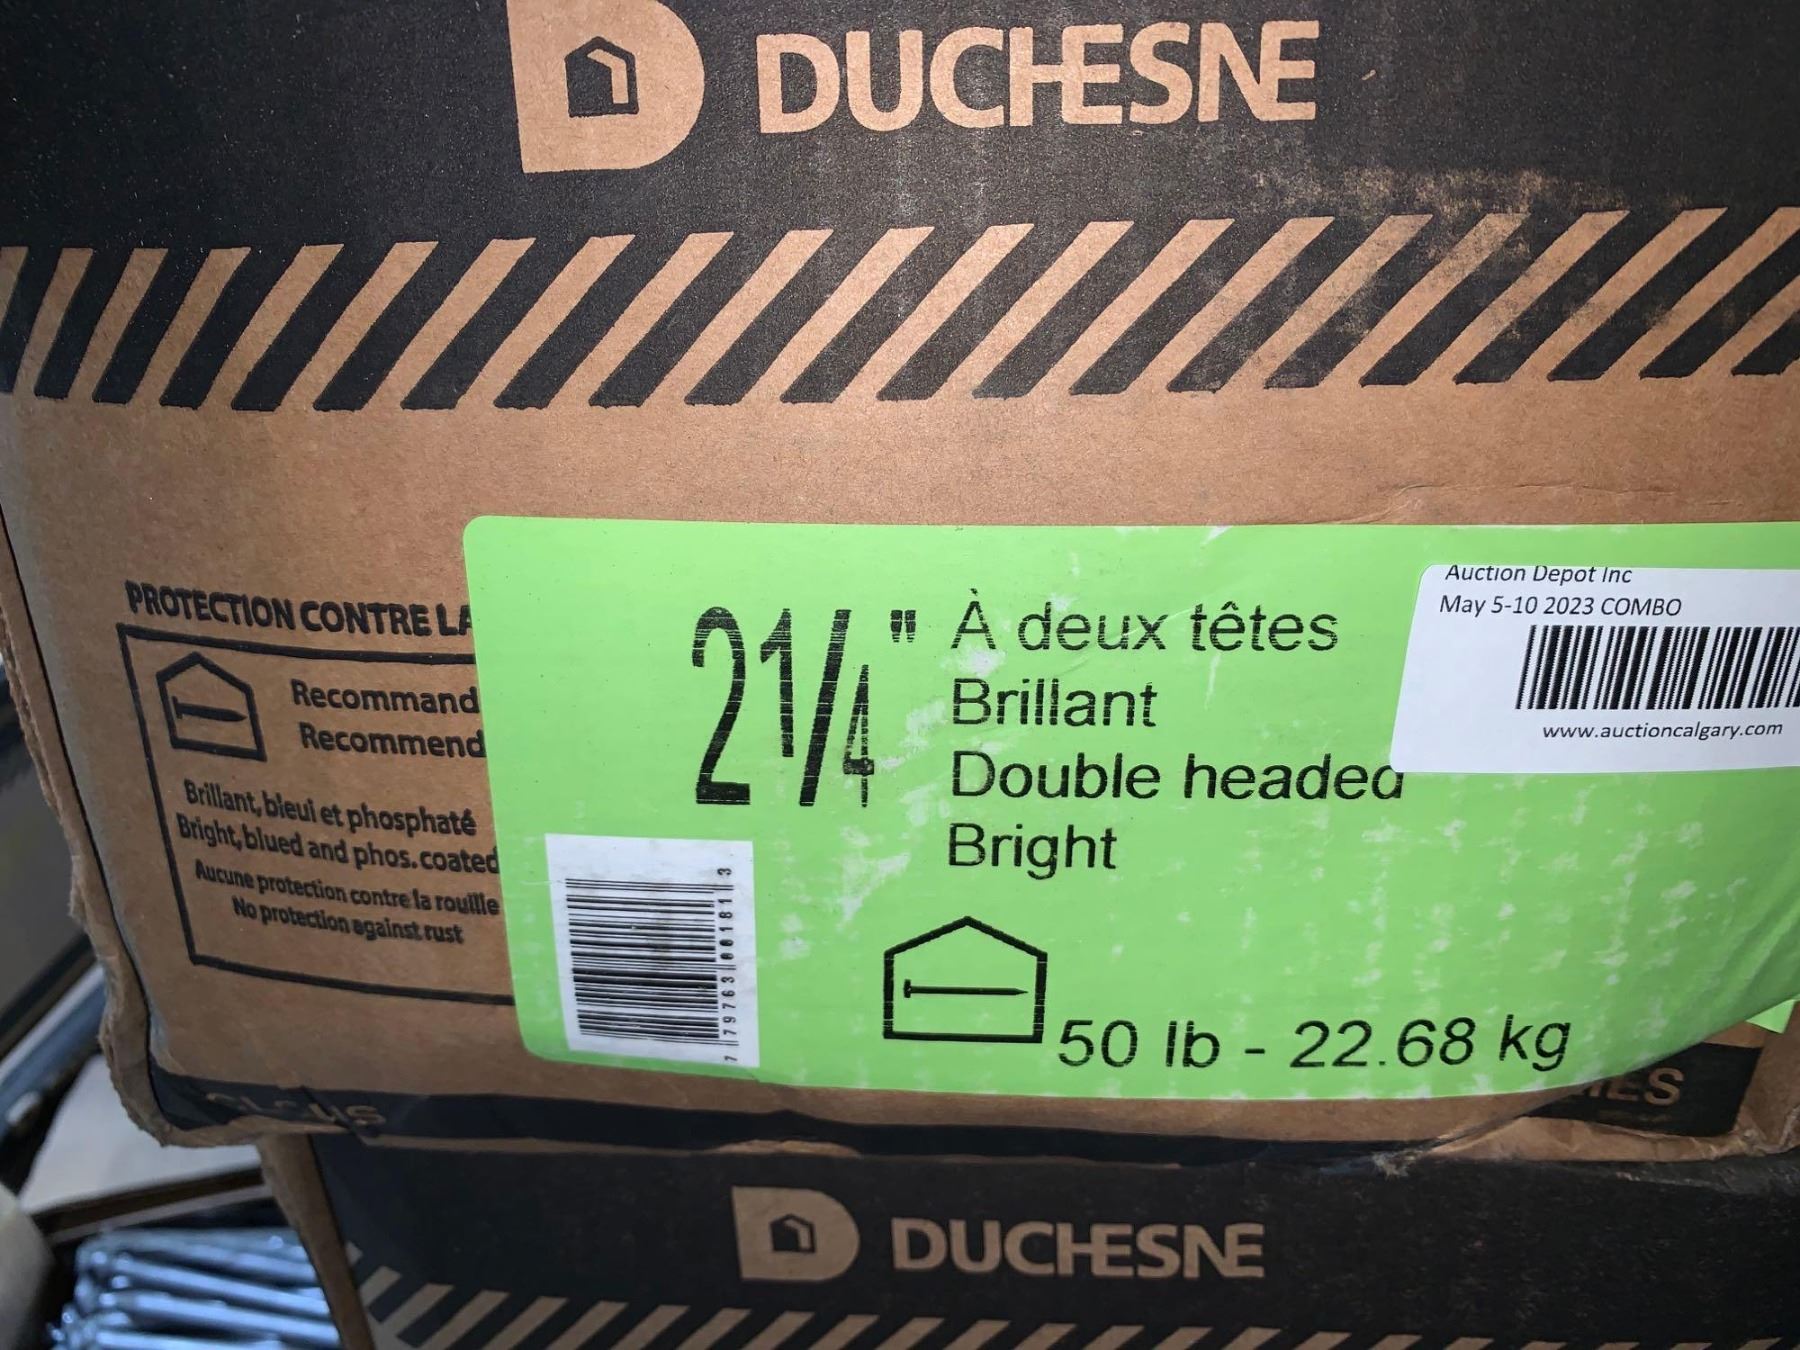 DUCHESNE
PROTECTION CONTRE LA
Recommand
Recommend
Brillant, bleui et phosphaté
Bright, blued and phos. coated
Aucune protection contre la rouille
No protection against rust
2 1/4 " À deux têtes
Brillant
Double headed
Bright
50 lb - 22.68 kg
Auction Depot Inc
May 5-10 2023 COMBO
www.auctioncalgary.com
DUCHESNE